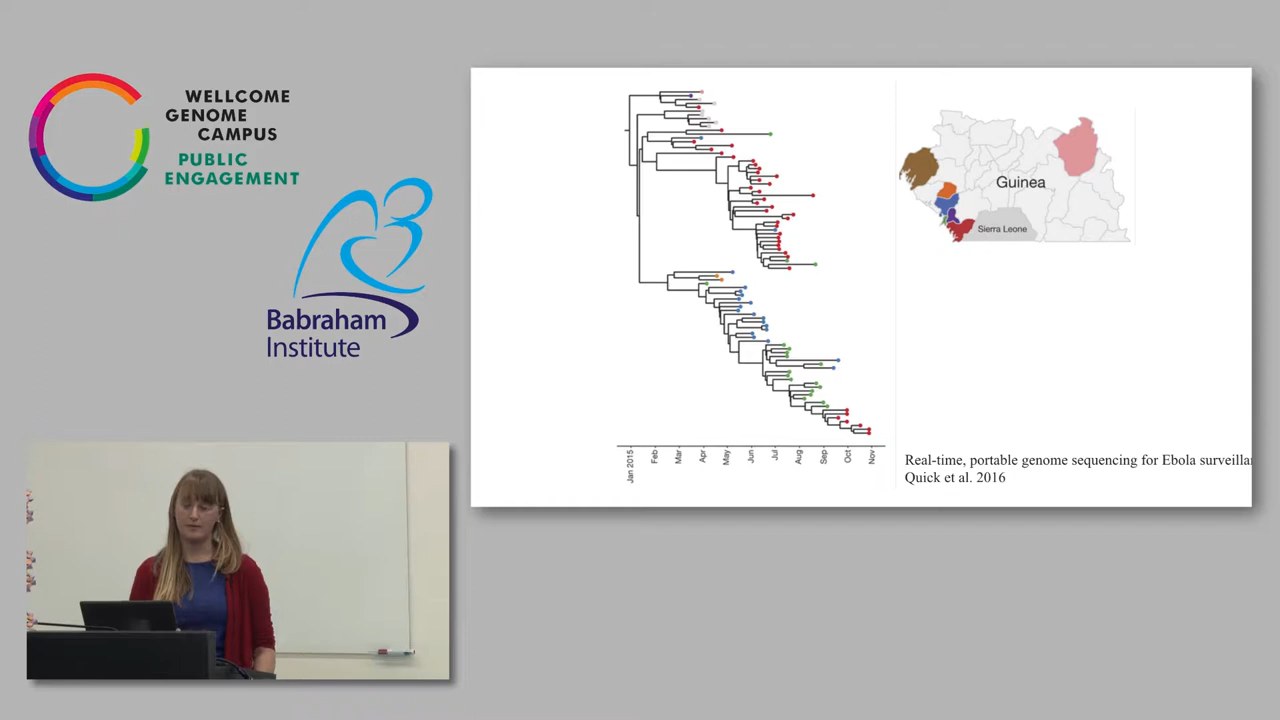 WELLCOME
GENOME
CAMPUS
PUBLIC
ENGAGEMENT
Babraham
Institute
Guinea
Sierra Leone
Jan 2015
Feb
Mar
Apr
May
Jun
Jul
Aug
Sep
Oct
Nov
Real-time, portable genome sequencing for Ebola surveillan
Quick et al. 2016